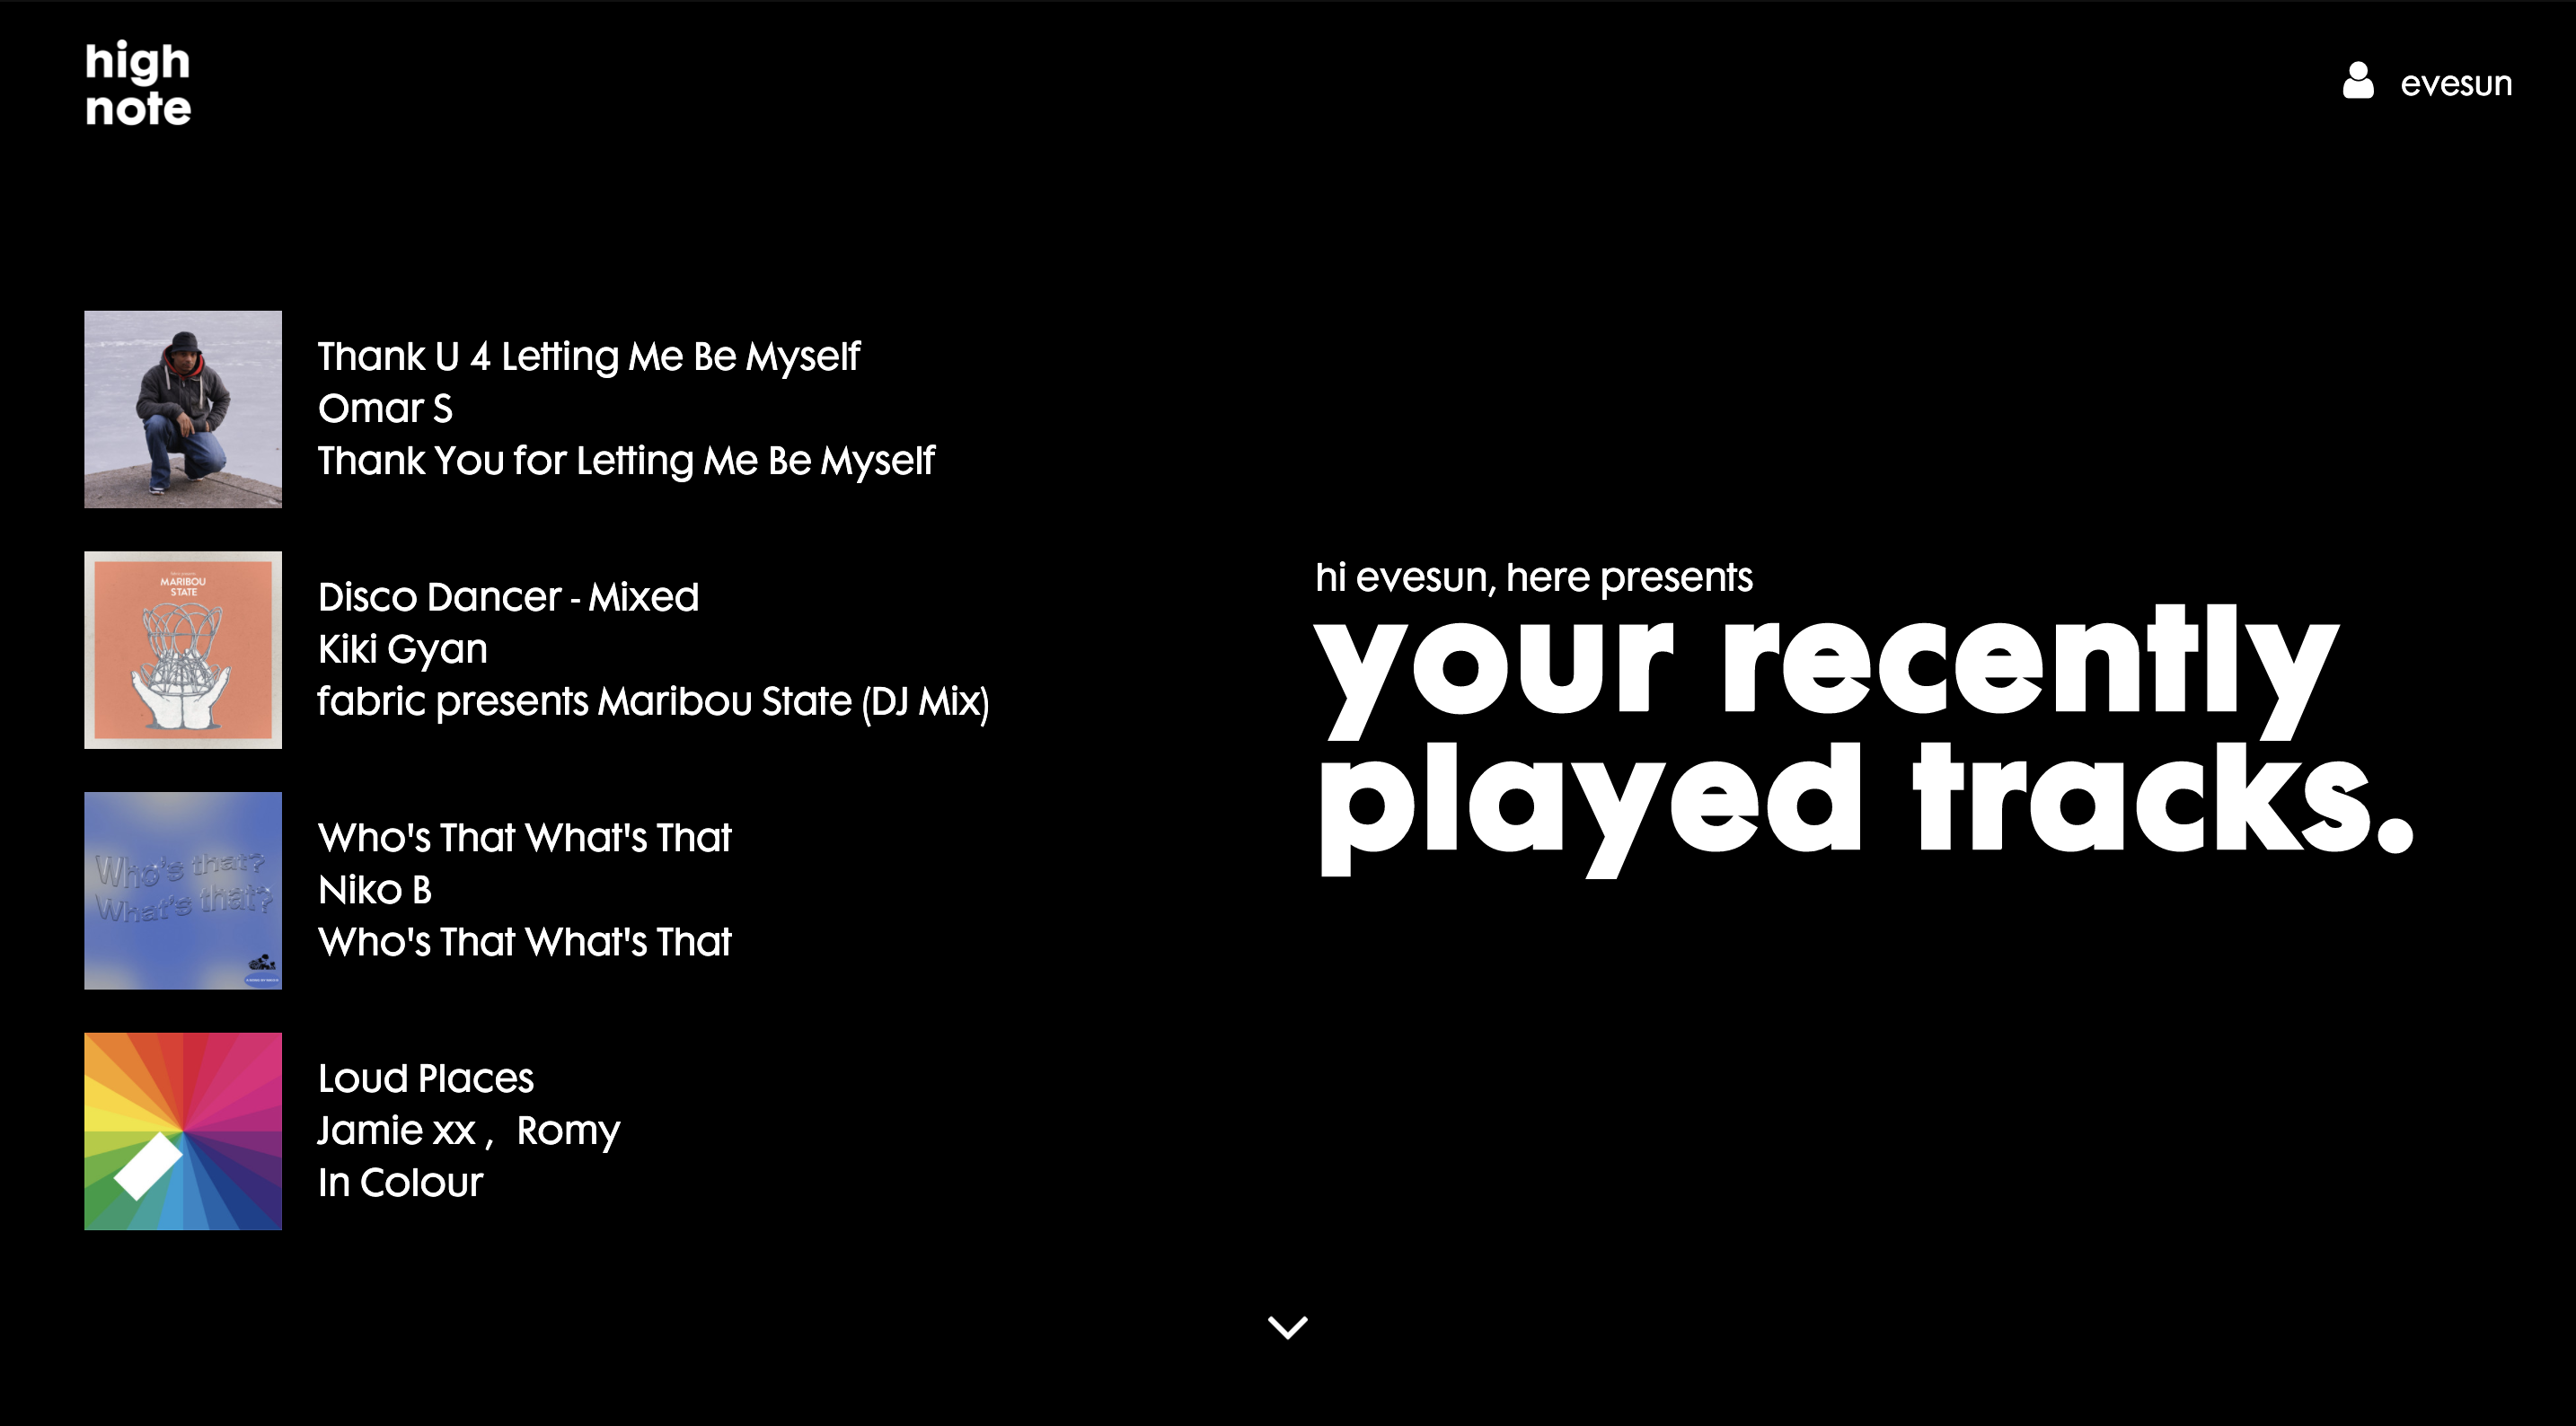 high
note
evesun
Thank U 4 Letting Me Be Myself
Omar S
Thank You for Letting Me Be Myself
MARIBOU
STATE
Disco Dancer - Mixed
Kiki Gyan
fabric presents Maribou State (DJ Mix)
Who's that?
What's that?
Who's That What's That
Niko B
Who's That What's That
Loud Places
Jamie xx ,  Romy
In Colour
hi evesun, here presents
your recently
played tracks.